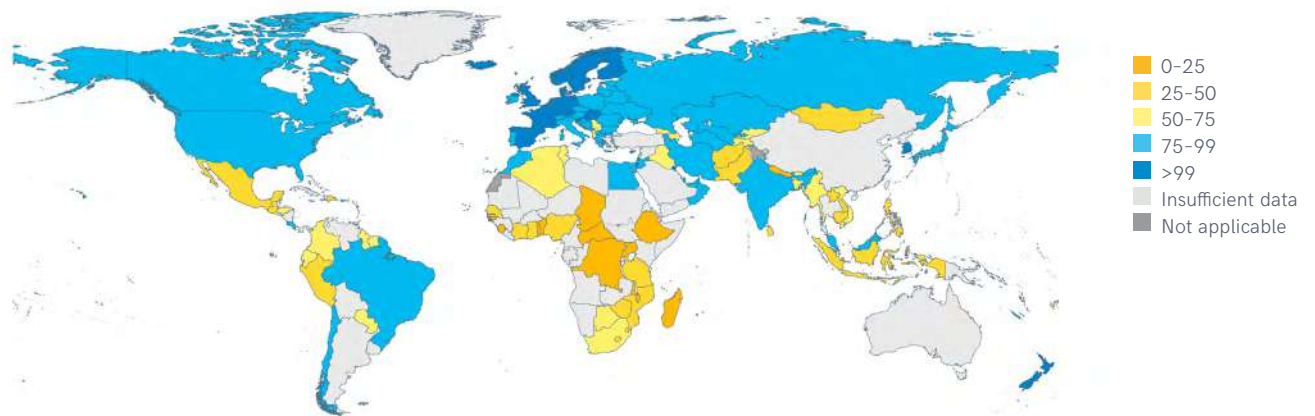 0-25
25-50
50-75
75-99
>99
Insufficient data
Not applicable